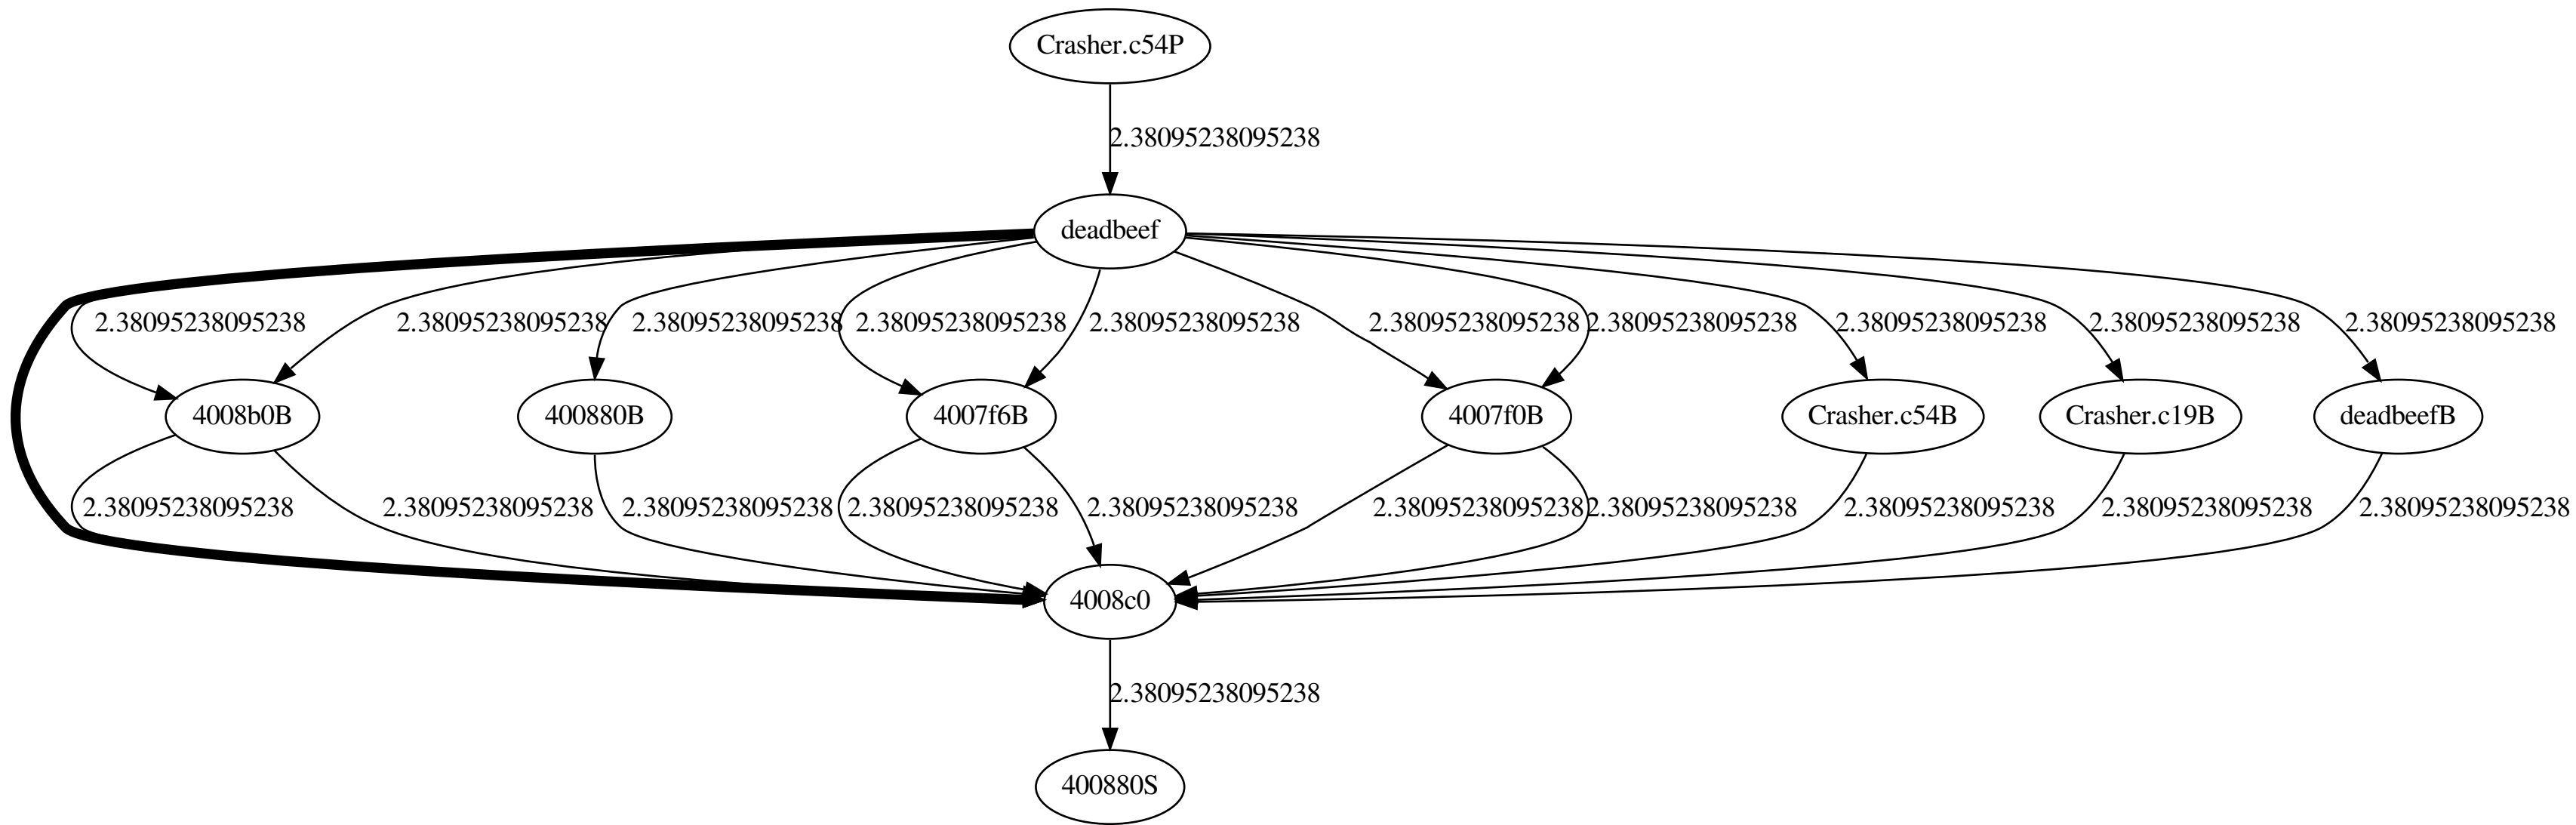 Crasher.c54P
2.38095238095238
deadbeef
2.38095238095238 2.38095238095238 2.38095238095238 2.38095238095238 2.38095238095238 2.38095238095238 2.38095238095238 2.38095238095238 2.38095238095238 2.38095238095238
4008b0B 400880B 4007f6B 4007f0B Crasher.c54B Crasher.c19B deadbeefB
2.38095238095238 2.38095238095238 2.38095238095238 2.38095238095238 2.38095238095238 2.38095238095238 2.38095238095238 2.38095238095238 2.38095238095238 2.38095238095238
4008c0
2.38095238095238
400880S